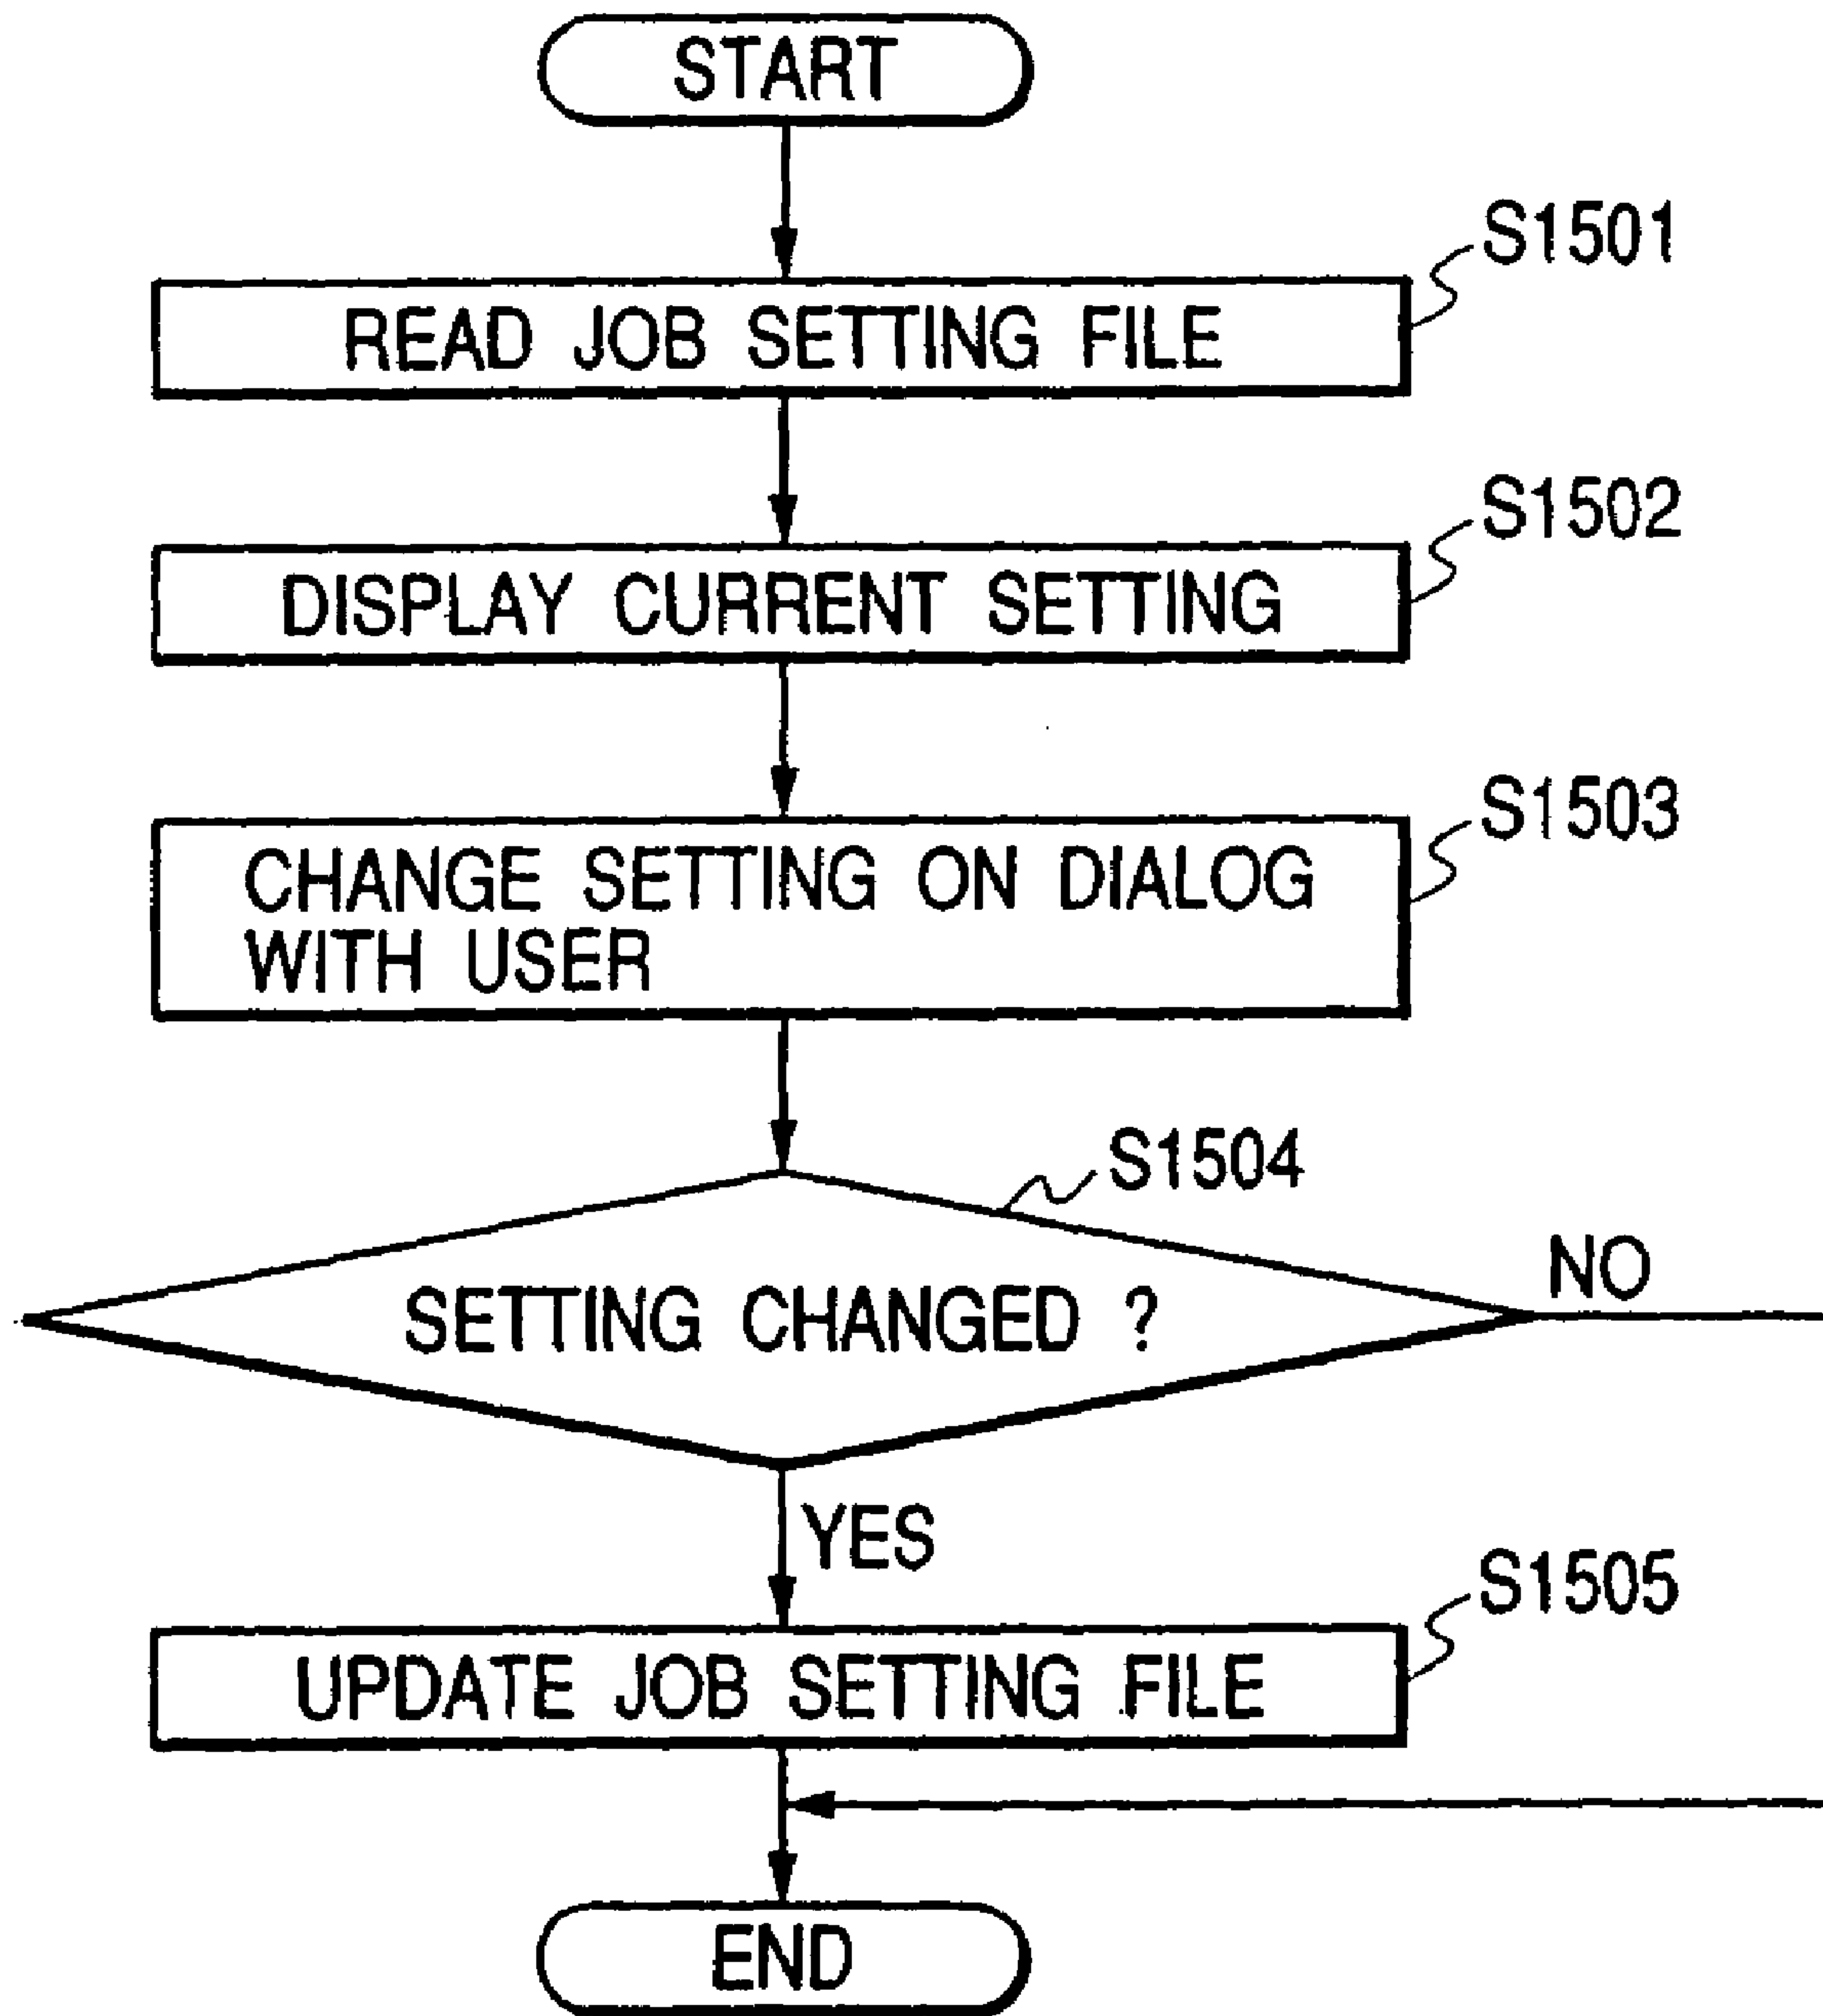 START
S1501
READ JOB SETTING FILE
S1502
DISPLAY CURRENT SETTING
S1503
CHANGE SETTING ON DIALOG
WITH USER
S1504
NO
SETTING CHANGED ?
YES
S1505
UPDATE JOB SETTING FILE
END